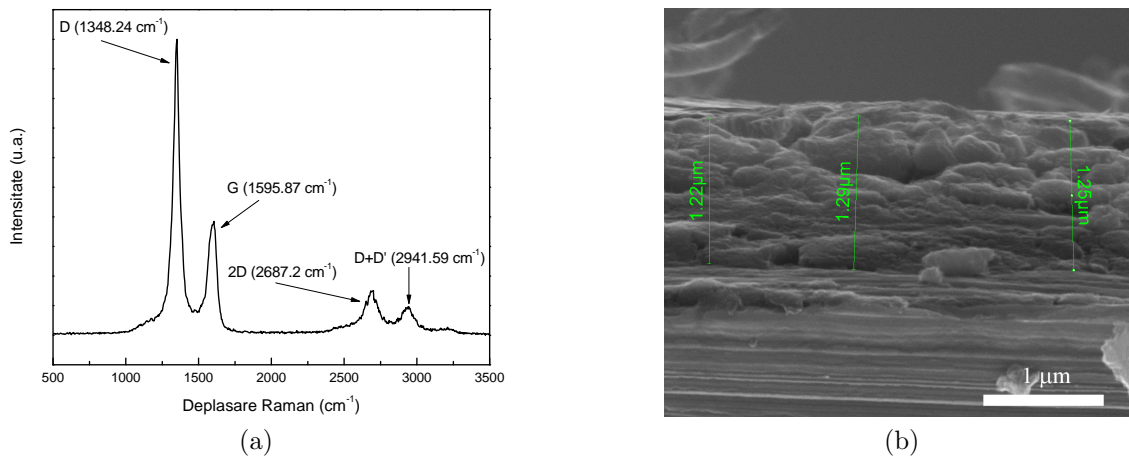 D (1348.24 cm⁻¹)
G (1595.87 cm⁻¹)
D+D' (2941.59 cm⁻¹)
2D (2687.2 cm⁻¹)
Intensitate (u.a.)
500 1000 1500 2000 2500 3000 3500
Deplasare Raman (cm⁻¹)
(a)
1.22µm
1.29µm
1.25µm
1 µm
(b)